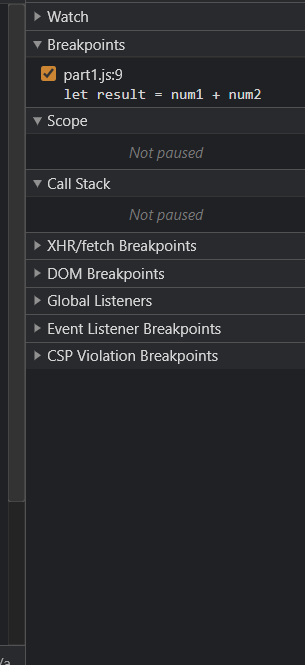 Watch
Breakpoints
part1.js:9
let result = num1 + num2
Scope
Not paused
Call Stack
Not paused
XHR/fetch Breakpoints
DOM Breakpoints
Global Listeners
Event Listener Breakpoints
CSP Violation Breakpoints